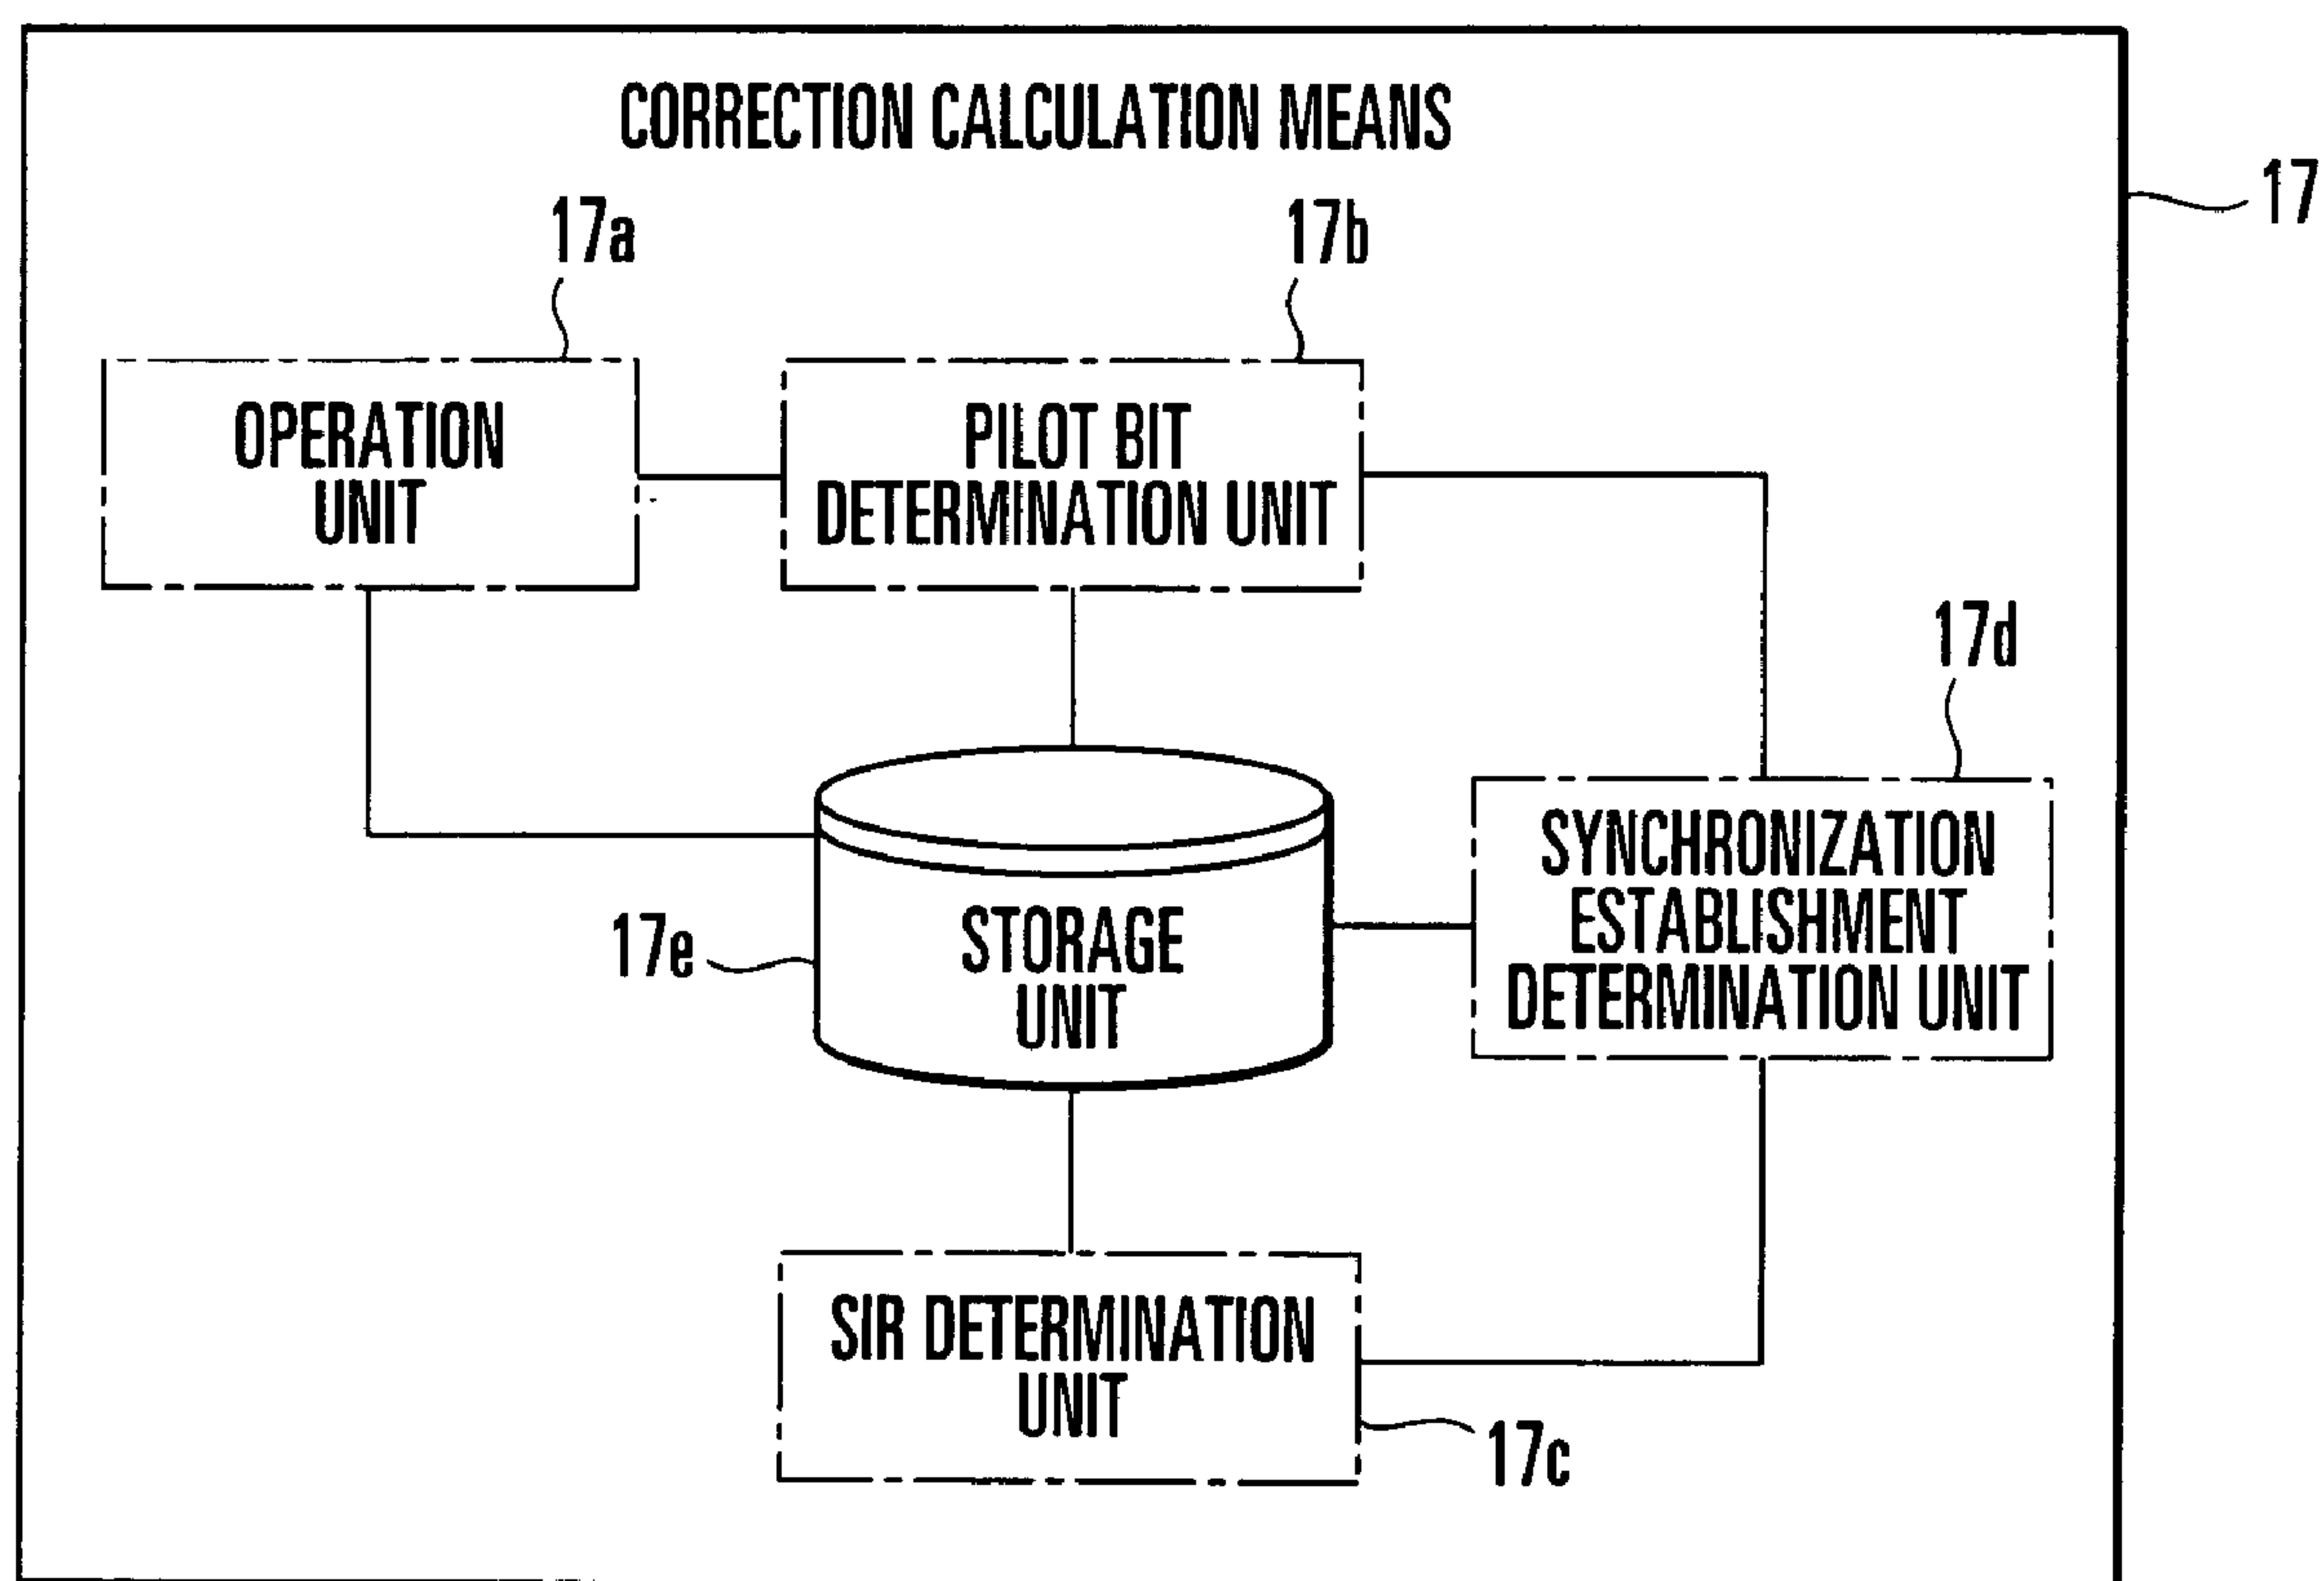 CORRECTION CALCULATION MEANS
17
17a
17b
OPERATION
UNIT
PILOT BIT
DETERMINATION UNIT
17d
SYNCHRONIZATION
ESTABLISHMENT
DETERMINATION UNIT
17e
STORAGE
UNIT
SIR DETERMINATION
UNIT
17c